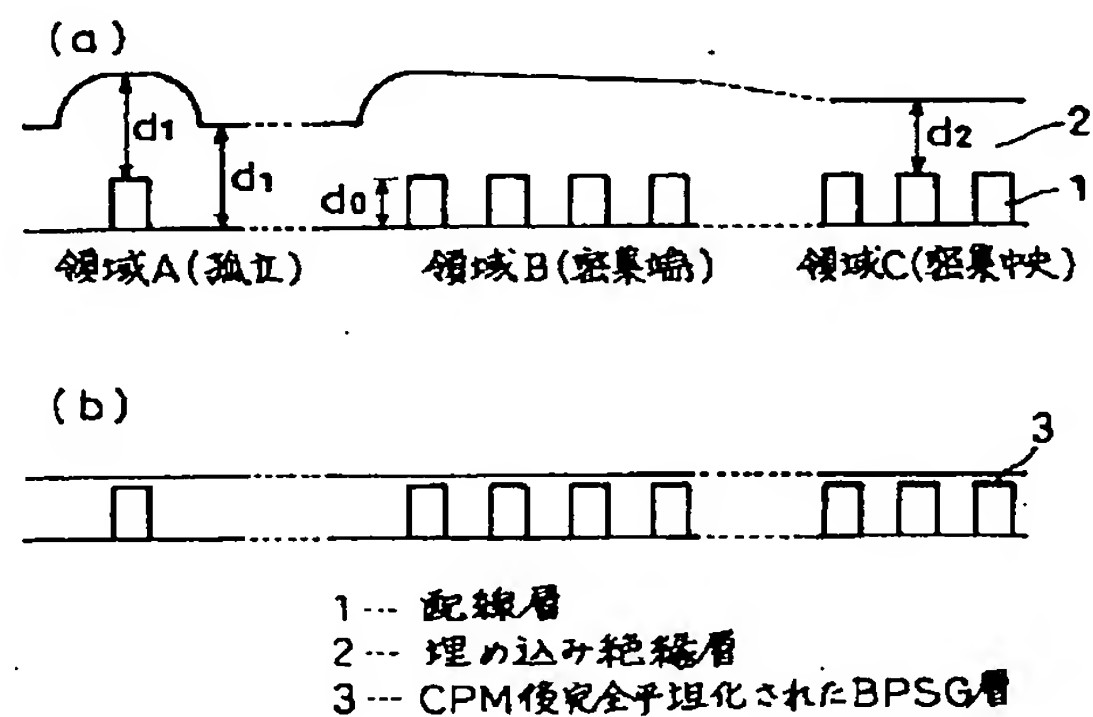 (a)
d1
d1
d0
d2
2
1
領域A(孤立)
領域B(密集端)
領域C(密集中央)
(b)
3
1 --- 配線層
2 --- 埋め込み絶縁層
3 --- CPM後完全平坦化されたBPSG層